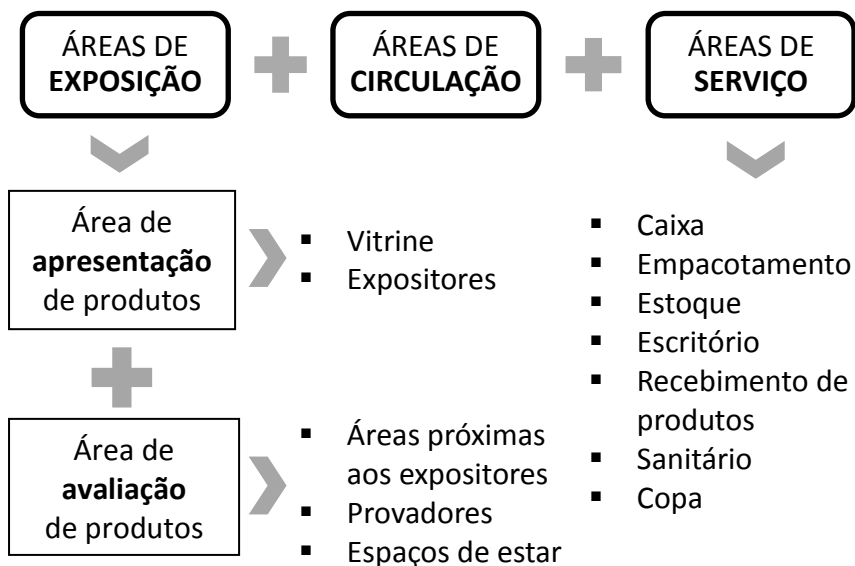 ÁREAS DE
EXPOSIÇÃO
ÁREAS DE
CIRCULAÇÃO
ÁREAS DE
SERVIÇO
Área de
apresentação
de produtos
▪ Vitrine
▪ Expositores
Área de
avaliação
de produtos
▪ Áreas próximas
aos expositores
▪ Provadores
▪ Espaços de estar
▪ Caixa
▪ Empacotamento
▪ Estoque
▪ Escritório
▪ Recebimento de
produtos
▪ Sanitário
▪ Copa